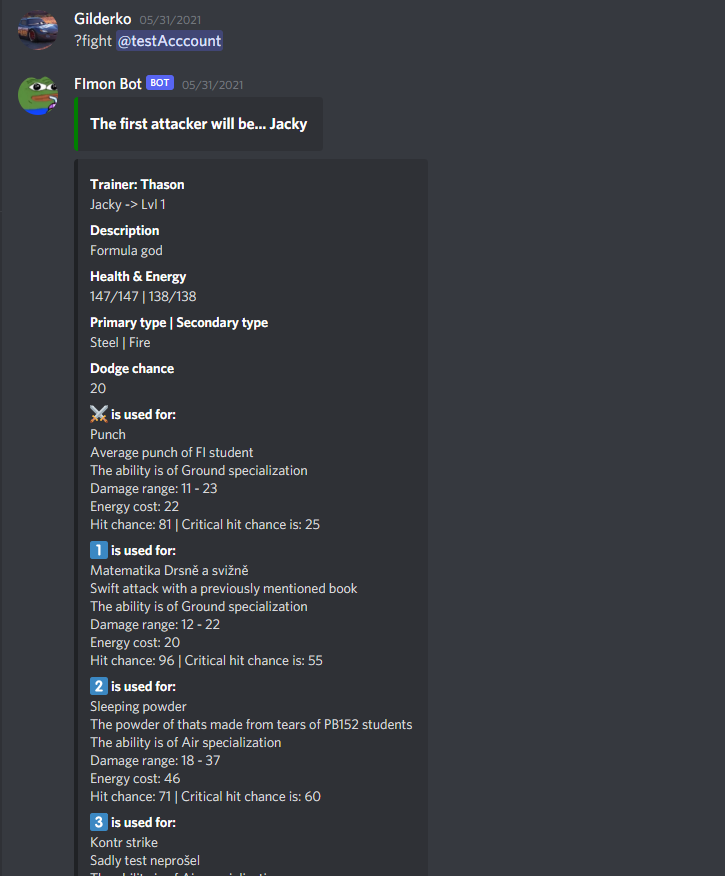 Gilderko 05/31/2021
?fight @testAcccount
FImon Bot BOT 05/31/2021
The first attacker will be... Jacky
Trainer: Thason
Jacky -> Lvl 1
Description
Formula god
Health & Energy
147/147 | 138/138
Primary type | Secondary type
Steel | Fire
Dodge chance
20
⚔️ is used for:
Punch
Average punch of FI student
The ability is of Ground specialization
Damage range: 11 - 23
Energy cost: 22
Hit chance: 81 | Critical hit chance is: 25
1 is used for:
Matematika Drsně a svižně
Swift attack with a previously mentioned book
The ability is of Ground specialization
Damage range: 12 - 22
Energy cost: 20
Hit chance: 96 | Critical hit chance is: 55
2 is used for:
Sleeping powder
The powder of thats made from tears of PB152 students
The ability is of Air specialization
Damage range: 18 - 37
Energy cost: 46
Hit chance: 71 | Critical hit chance is: 60
3 is used for:
Kontr strike
Sadly test neprošel
The ability is of Air specialization